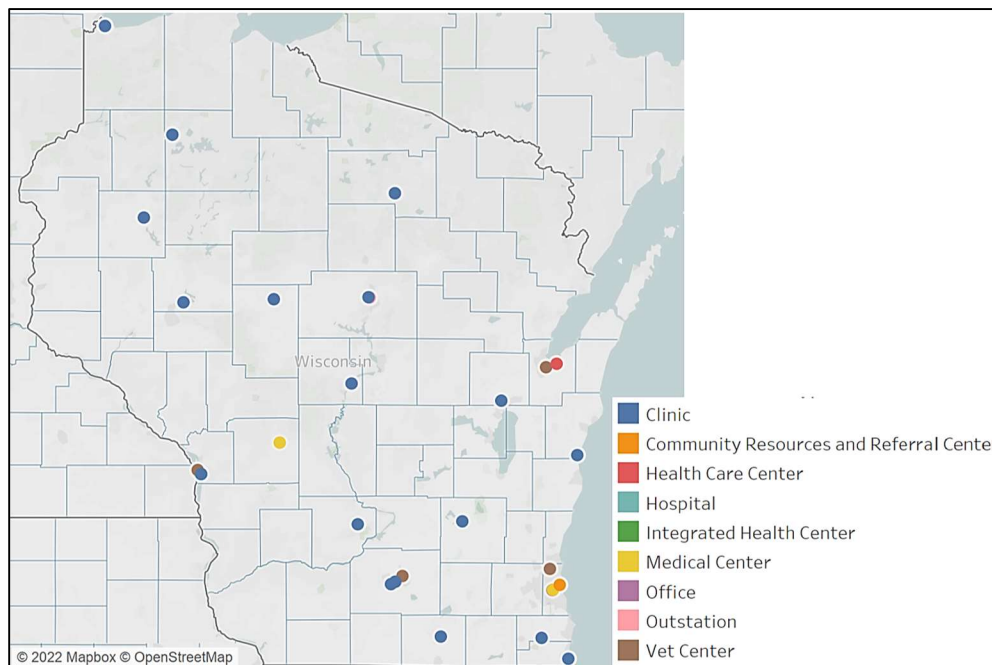 Wisconsin
Clinic
Community Resources and Referral Cente
Health Care Center
Hospital
Integrated Health Center
Medical Center
Office
Outstation
Vet Center
© 2022 Mapbox © OpenStreetMap